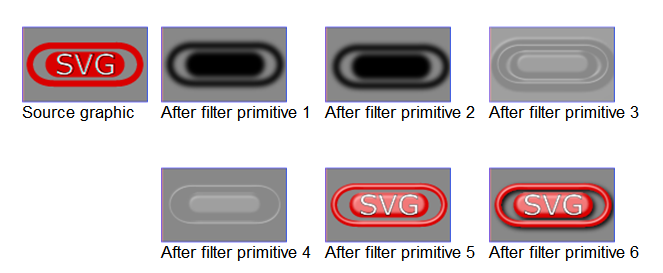 SVG
Source graphic
After filter primitive 1
After filter primitive 2
After filter primitive 3
After filter primitive 4
SVG
After filter primitive 5
SVG
After filter primitive 6